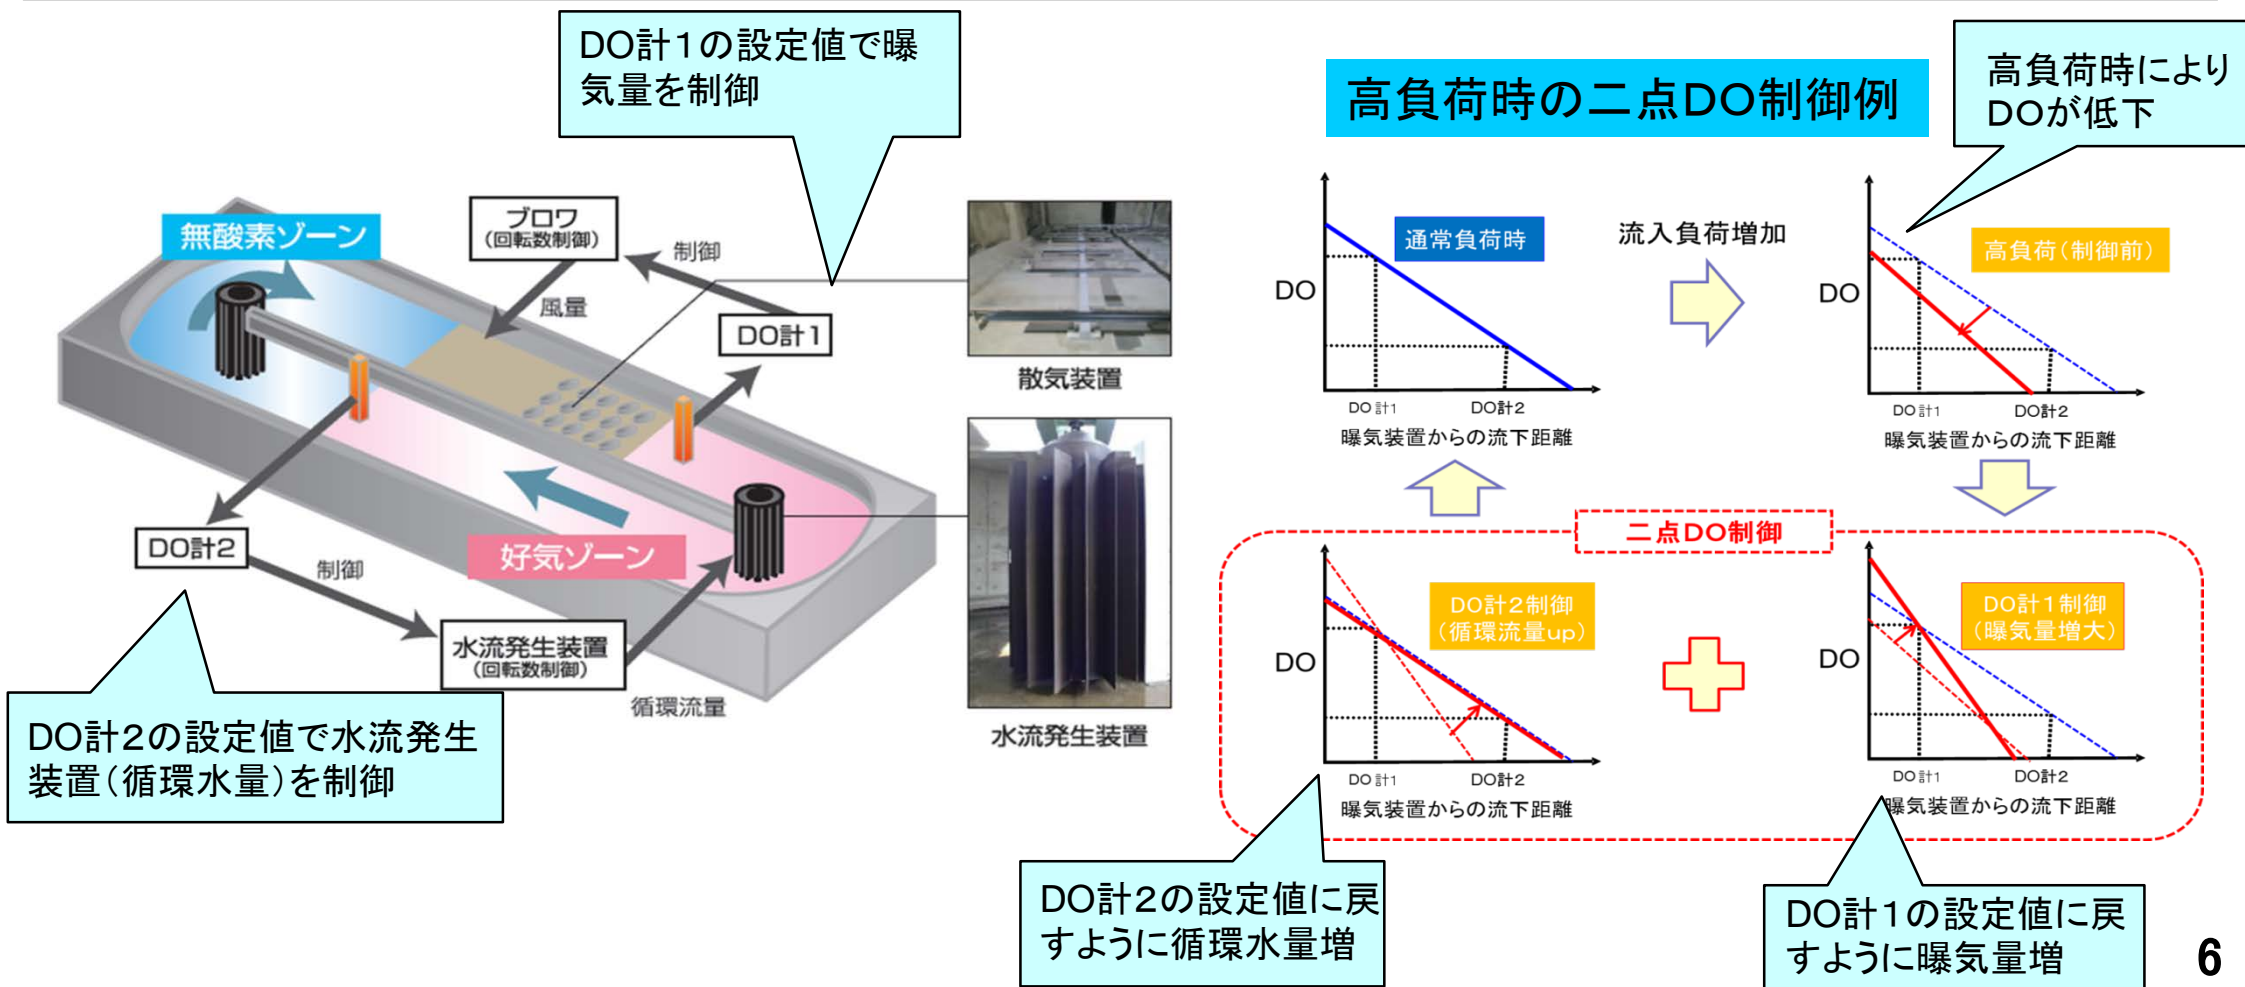 DO計1の設定値で曝
気量を制御
高負荷時の二点DO制御例
高負荷時により
DOが低下
無酸素ゾーン
ブロワ
(回転数制御)
制御
風量
DO計1
散気装置
DO計2
制御
好気ゾーン
水流発生装置
(回転数制御)
循環流量
水流発生装置
DO計2の設定値で水流発生
装置(循環水量)を制御
通常負荷時
DO
DO計1
DO計2
曝気装置からの流下距離
流入負荷増加
高負荷(制御前)
DO
DO計1
DO計2
曝気装置からの流下距離
二点DO制御
DO計2制御
(循環流量up)
DO
DO計1
DO計2
曝気装置からの流下距離
DO計1制御
(曝気量増大)
DO
DO計1
DO計2
曝気装置からの流下距離
DO計2の設定値に戻
すように循環水量増
DO計1の設定値に戻
すように曝気量増
6